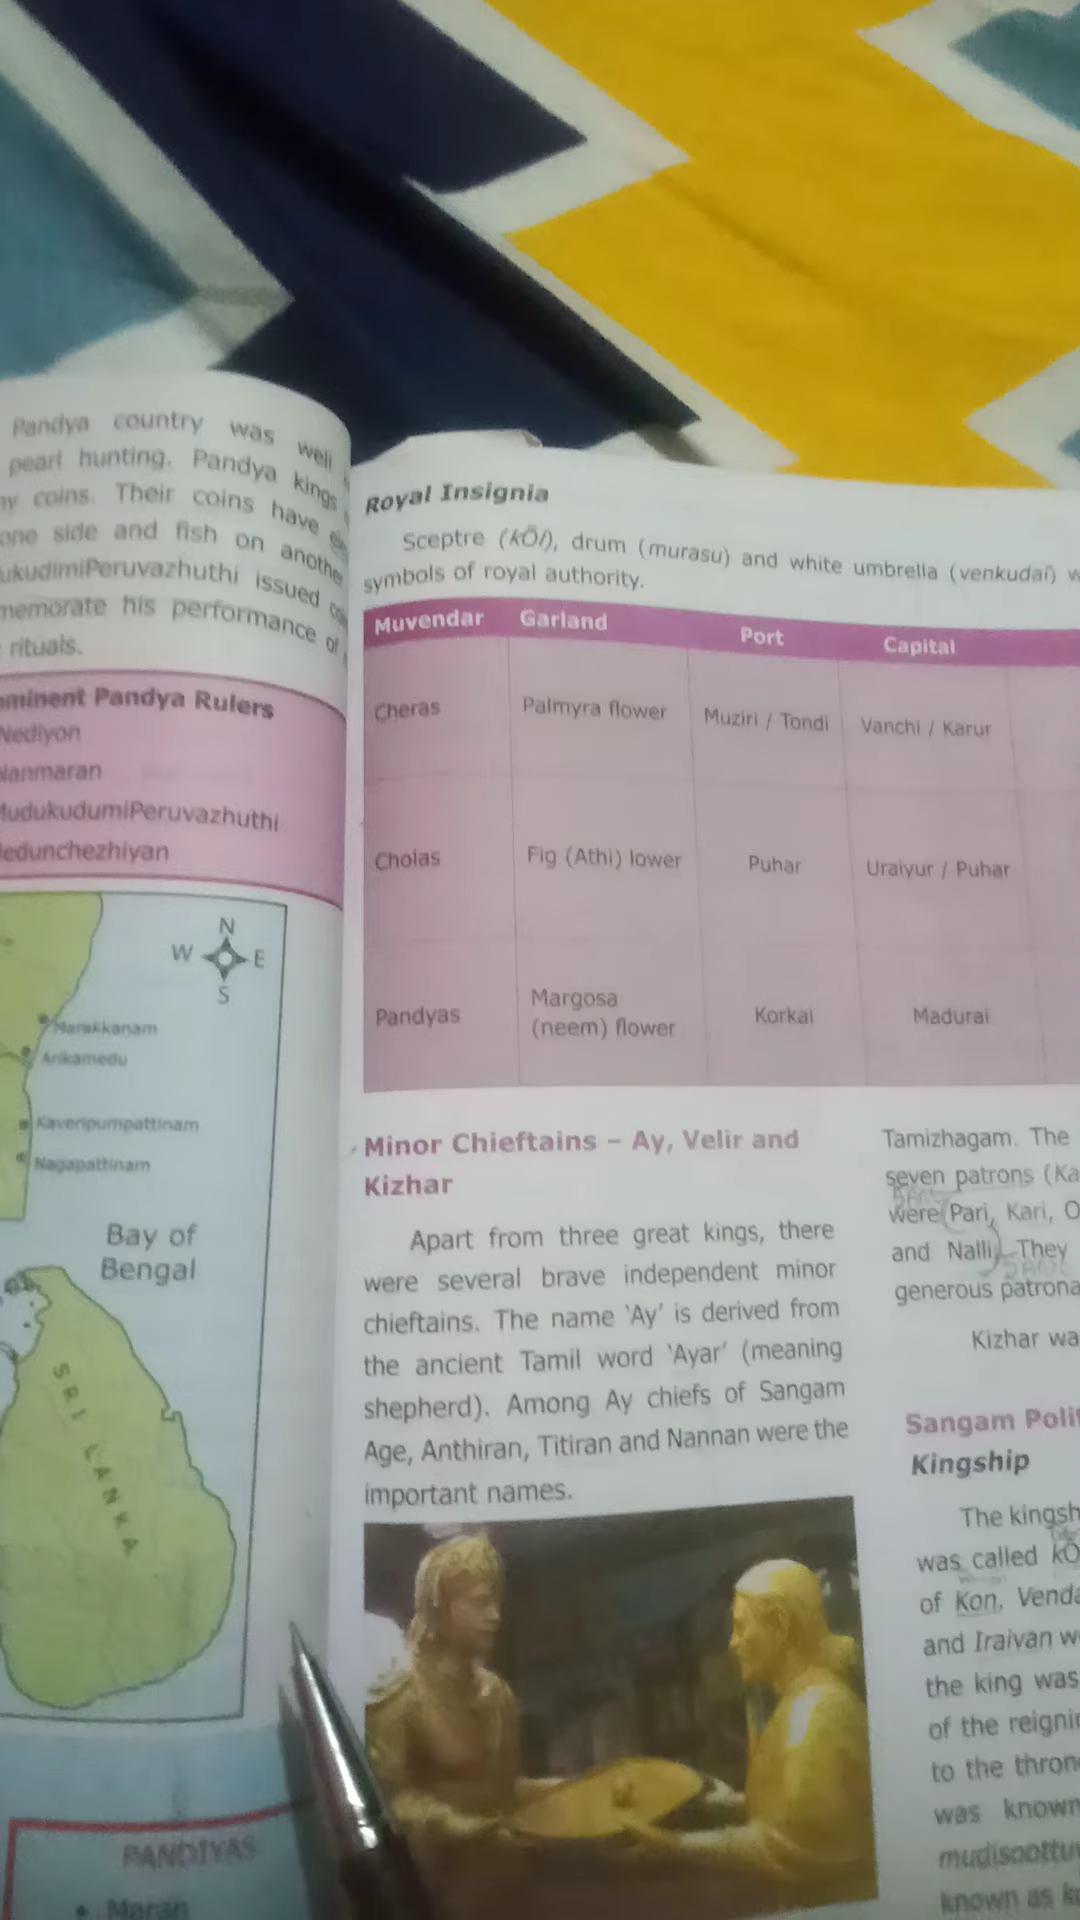 Pandya country was well
pearl hunting. Pandya kings
coins. Their coins have
one side and fish on
ukudimiPeruvazhuthi issued
memorate his performance of
rituals.
ominent Pandya Rulers
Nediyon
Nanmaran
MudukudumiPeruvazhuthi
Nedunchezhiyan
N
W E
S
Marakkanam
Arikamedu
Kaveripumpattinam
Nagapattinam
Bay of
Bengal
SRI LANKA
PANDIYAS
• Maran
Royal Insignia
Sceptre (kÕl), drum (murasu) and white umbrella (venkudai) w
symbols of royal authority.
Muvendar Garland Port Capital
Cheras Palmyra flower Muziri / Tondi Vanchi / Karur
Cholas Fig (Athi) lower Puhar Uraiyur / Puhar
Pandyas Margosa (neem) flower Korkai Madurai
Minor Chieftains – Ay, Velir and
Kizhar
Apart from three great kings, there
were several brave independent minor
chieftains. The name ‘Ay’ is derived from
the ancient Tamil word ‘Ayar’ (meaning
shepherd). Among Ay chiefs of Sangam
Age, Anthiran, Titiran and Nannan were the
important names.
Tamizhagam. The
seven patrons (Ka
were Pari, Kari, O
and Nalli). They
generous patrona
Kizhar wa
Sangam Polit
Kingship
The kingsh
was called kÕ
of Kon, Venda
and Iraivan w
the king was
of the reignin
to the thron
was known
mudisoottu
known as k